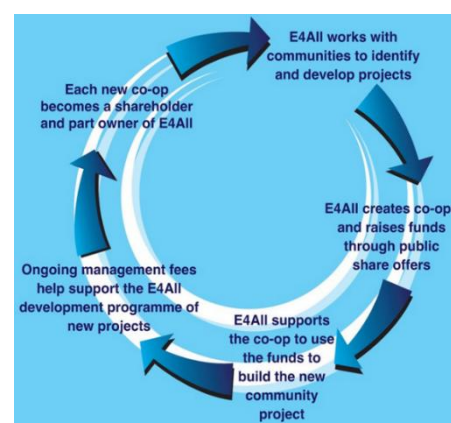 E4All works with
communities to identify
and develop projects
E4All creates co-op
and raises funds
through public
share offers
E4All supports
the co-op to use
the funds to
build the new
community
project
Ongoing management fees
help support the E4All
development programme of
new projects
Each new co-op
becomes a shareholder
and part owner of E4All